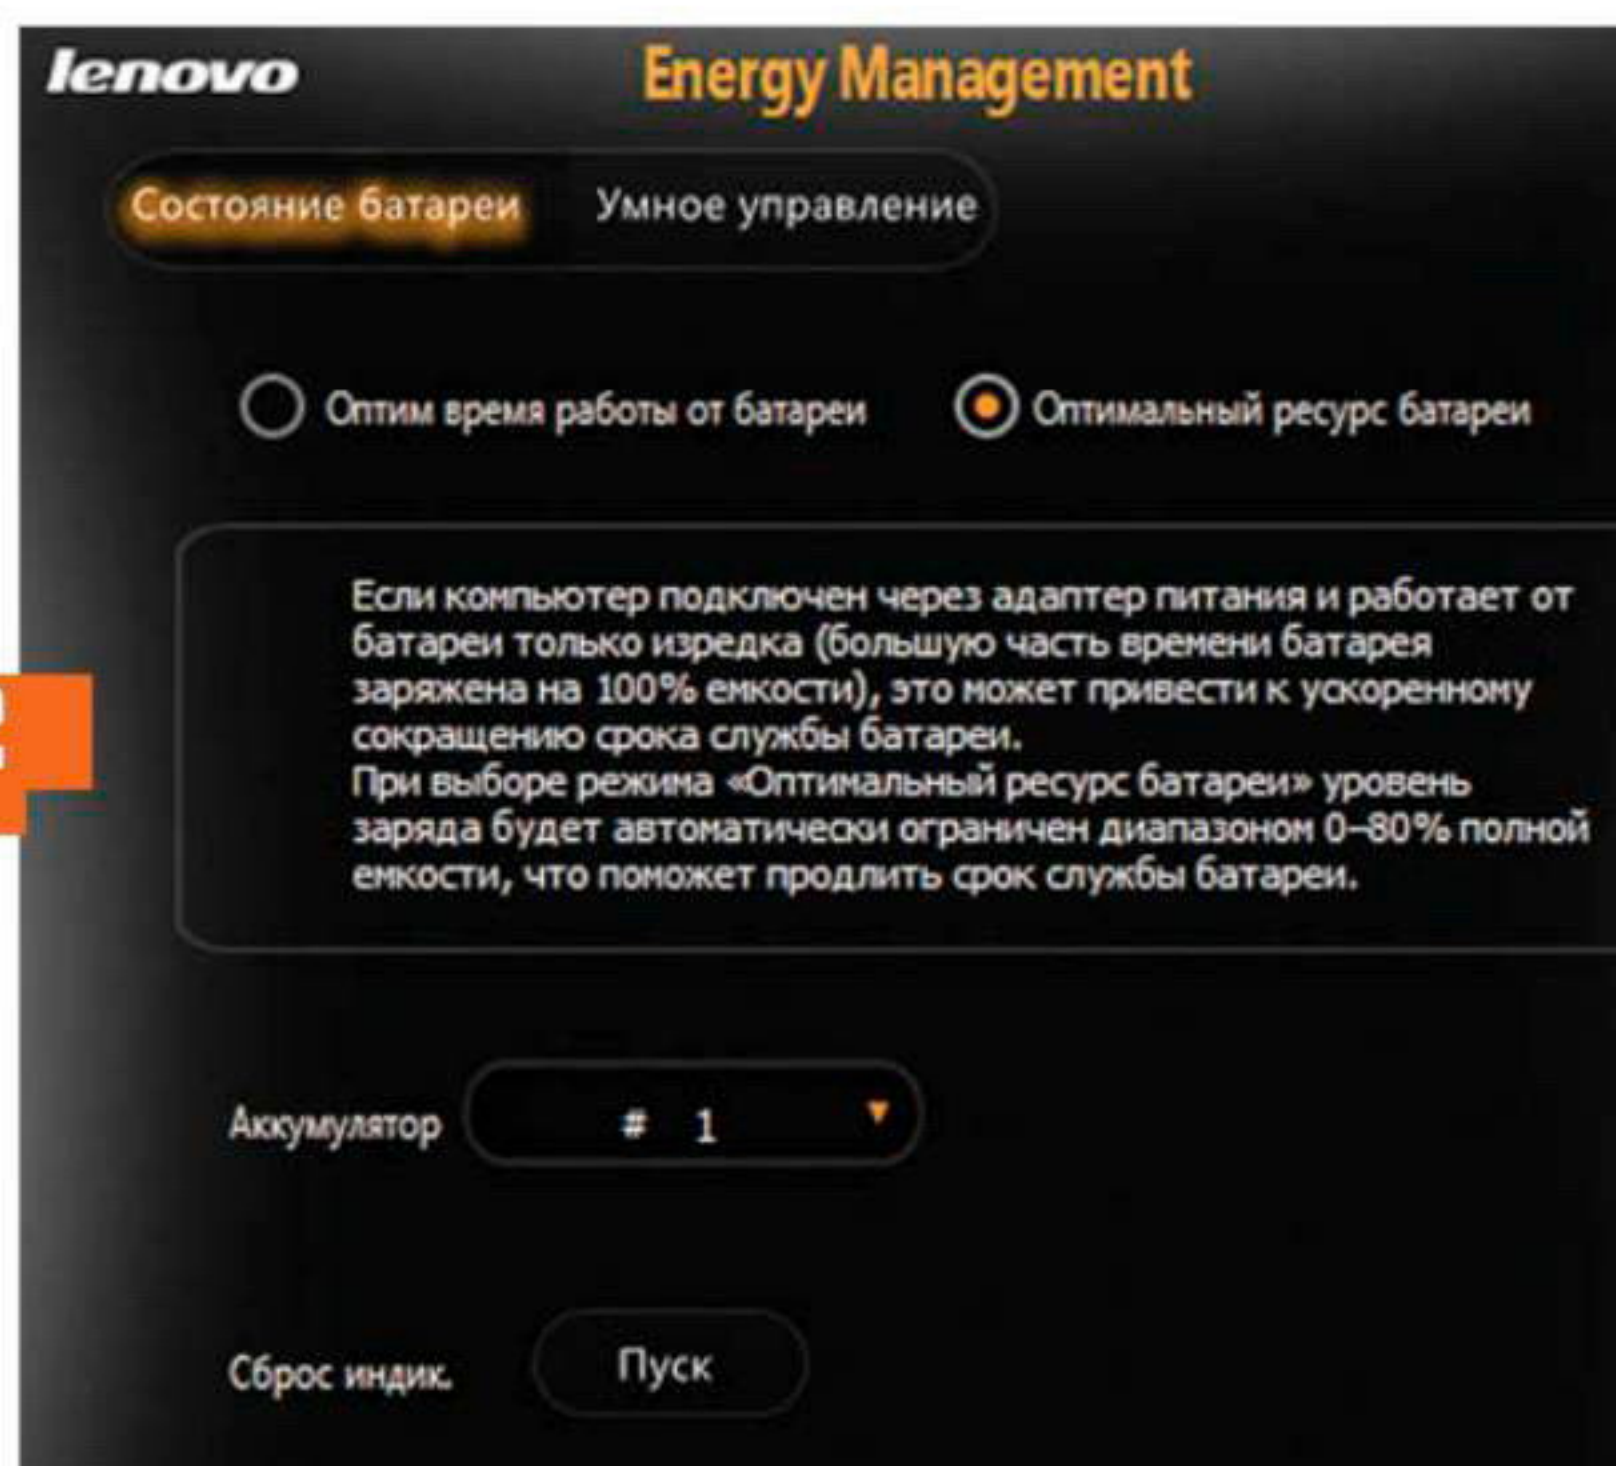 lenovo
Energy Management
Состояние батареи Умное управление
Оптим время работы от батареи Оптимальный ресурс батареи
Если компьютер подключен через адаптер питания и работает от
батареи только изредка (большую часть времени батарея
заряжена на 100% емкости), это может привести к ускоренному
сокращению срока службы батареи.
При выборе режима «Оптимальный ресурс батареи» уровень
заряда будет автоматически ограничен диапазоном 0–80% полной
емкости, что поможет продлить срок службы батареи.
Аккумулятор # 1
Сброс индик. Пуск